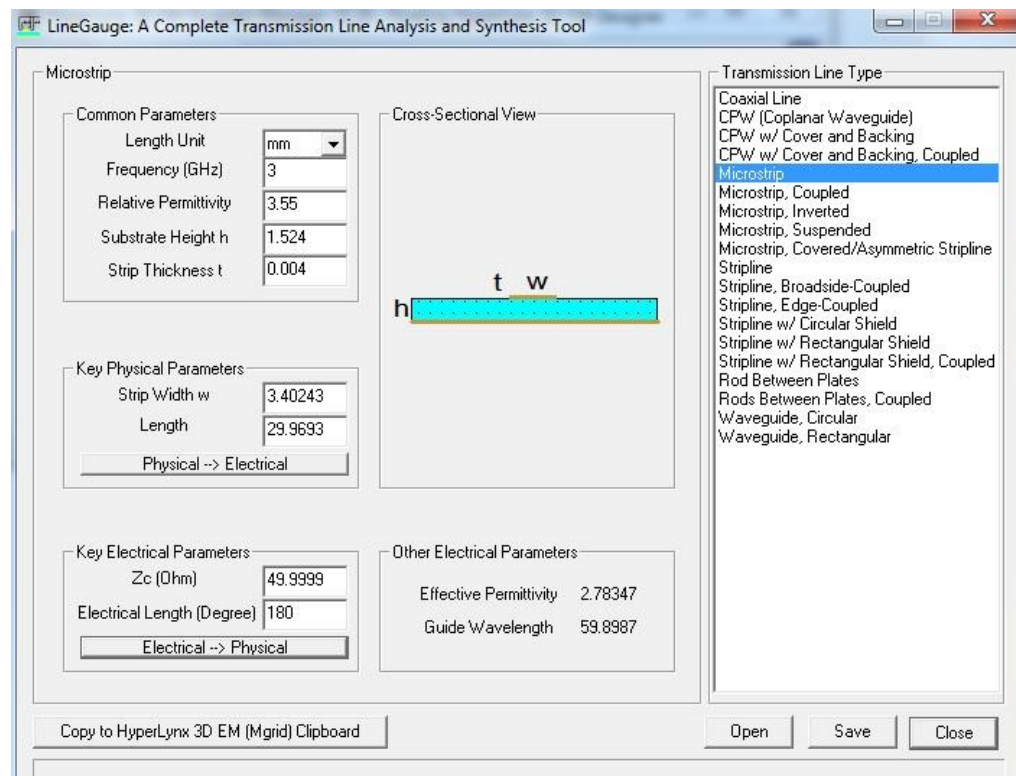 LineGauge: A Complete Transmission Line Analysis and Synthesis Tool
Microstrip
Common Parameters
Length Unit mm
Frequency (GHz) 3
Relative Permittivity 3.55
Substrate Height h 1.524
Strip Thickness t 0.004
Cross-Sectional View
t w
h
Key Physical Parameters
Strip Width w 3.40243
Length 29.9693
Physical --> Electrical
Key Electrical Parameters
Zc (Ohm) 49.9999
Electrical Length (Degree) 180
Electrical --> Physical
Other Electrical Parameters
Effective Permittivity 2.78347
Guide Wavelength 59.8987
Transmission Line Type
Coaxial Line
CPW (Coplanar Waveguide)
CPW w/ Cover and Backing
CPW w/ Cover and Backing, Coupled
Microstrip
Microstrip, Coupled
Microstrip, Inverted
Microstrip, Suspended
Microstrip, Covered/Asymmetric Stripline
Stripline
Stripline, Broadside-Coupled
Stripline, Edge-Coupled
Stripline w/ Circular Shield
Stripline w/ Rectangular Shield
Stripline w/ Rectangular Shield, Coupled
Rod Between Plates
Rods Between Plates, Coupled
Waveguide, Circular
Waveguide, Rectangular
Copy to HyperLynx 3D EM (Mgrid) Clipboard
Open
Save
Close